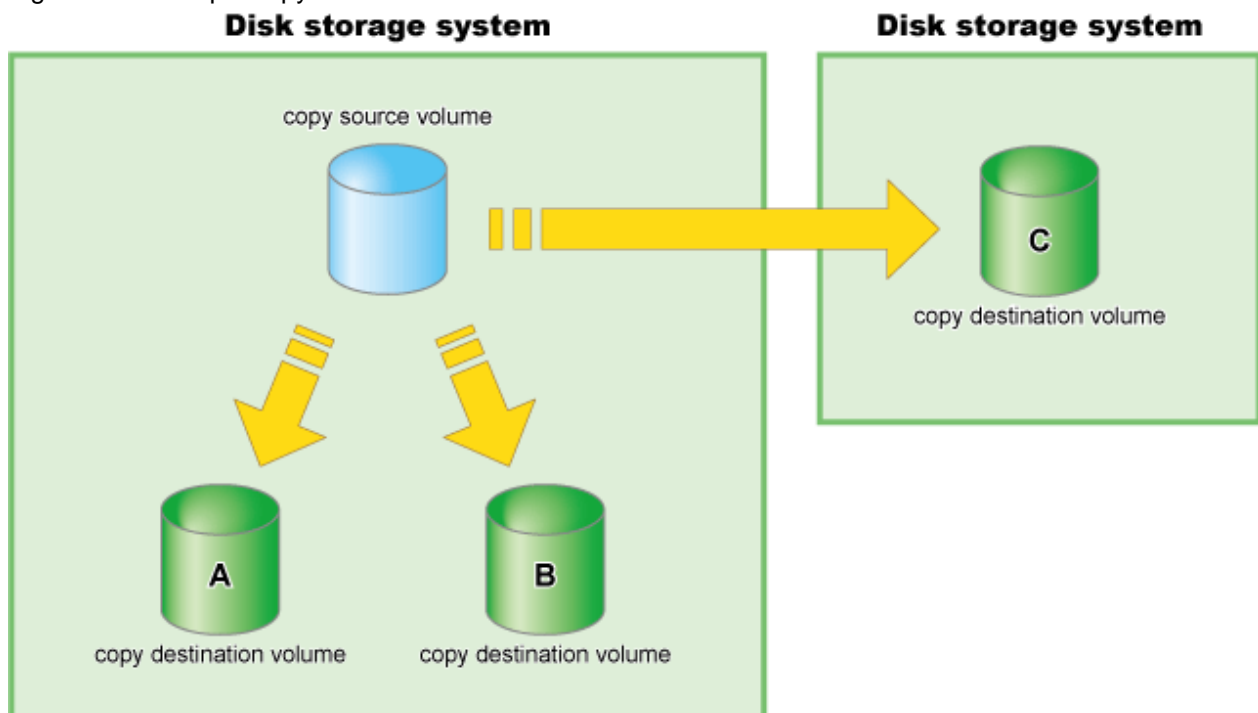 Disk storage system
Disk storage system
copy source volume
C
copy destination volume
A
B
copy destination volume
copy destination volume